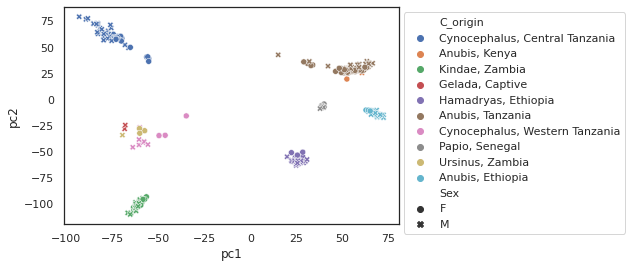 75
50
25
0
−25
−50
−75
−100
pc2
−100
−75
−50
−25
0
25
50
75
pc1
C_origin
Cynocephalus, Central Tanzania
Anubis, Kenya
Kindae, Zambia
Gelada, Captive
Hamadryas, Ethiopia
Anubis, Tanzania
Cynocephalus, Western Tanzania
Papio, Senegal
Ursinus, Zambia
Anubis, Ethiopia
Sex
F
M